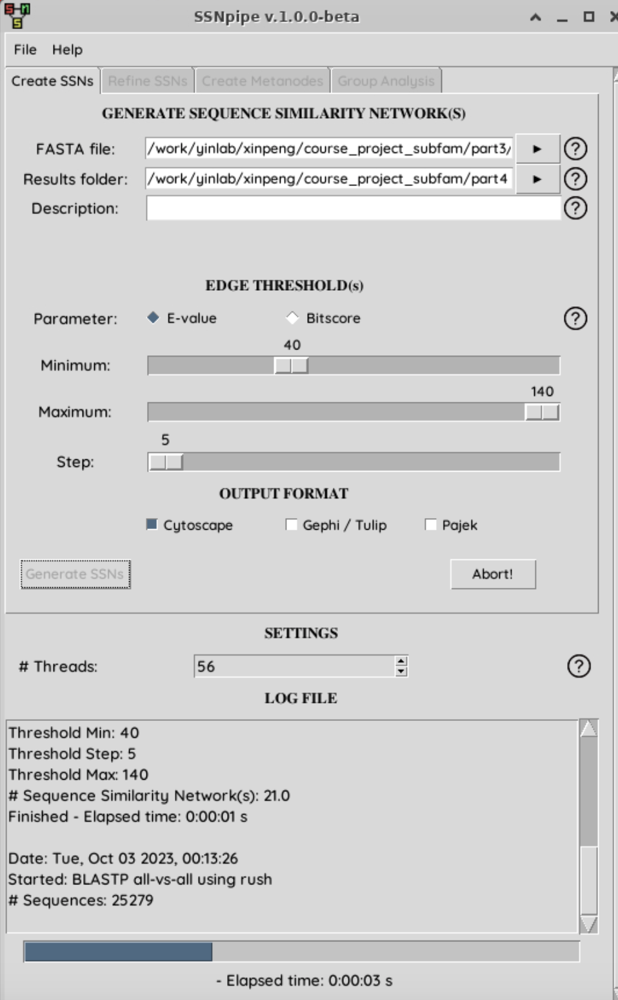 SSNpipe v.1.0.0-beta
File Help
Create SSNs Refine SSNs Create Metanodes Group Analysis
GENERATE SEQUENCE SIMILARITY NETWORK(S)
FASTA file: /work/yinlab/xinpeng/course_project_subfam/part3/ ► ?
Results folder: /work/yinlab/xinpeng/course_project_subfam/part4 ► ?
Description: ?
EDGE THRESHOLD(s)
Parameter: E-value Bitscore ?
40
Minimum:
140
Maximum:
5
Step:
OUTPUT FORMAT
Cytoscape Gephi / Tulip Pajek
Generate SSNs Abort!
SETTINGS
# Threads: 56 ?
LOG FILE
Threshold Min: 40
Threshold Step: 5
Threshold Max: 140
# Sequence Similarity Network(s): 21.0
Finished - Elapsed time: 0:00:01 s
Date: Tue, Oct 03 2023, 00:13:26
Started: BLASTP all-vs-all using rush
# Sequences: 25279
- Elapsed time: 0:00:03 s